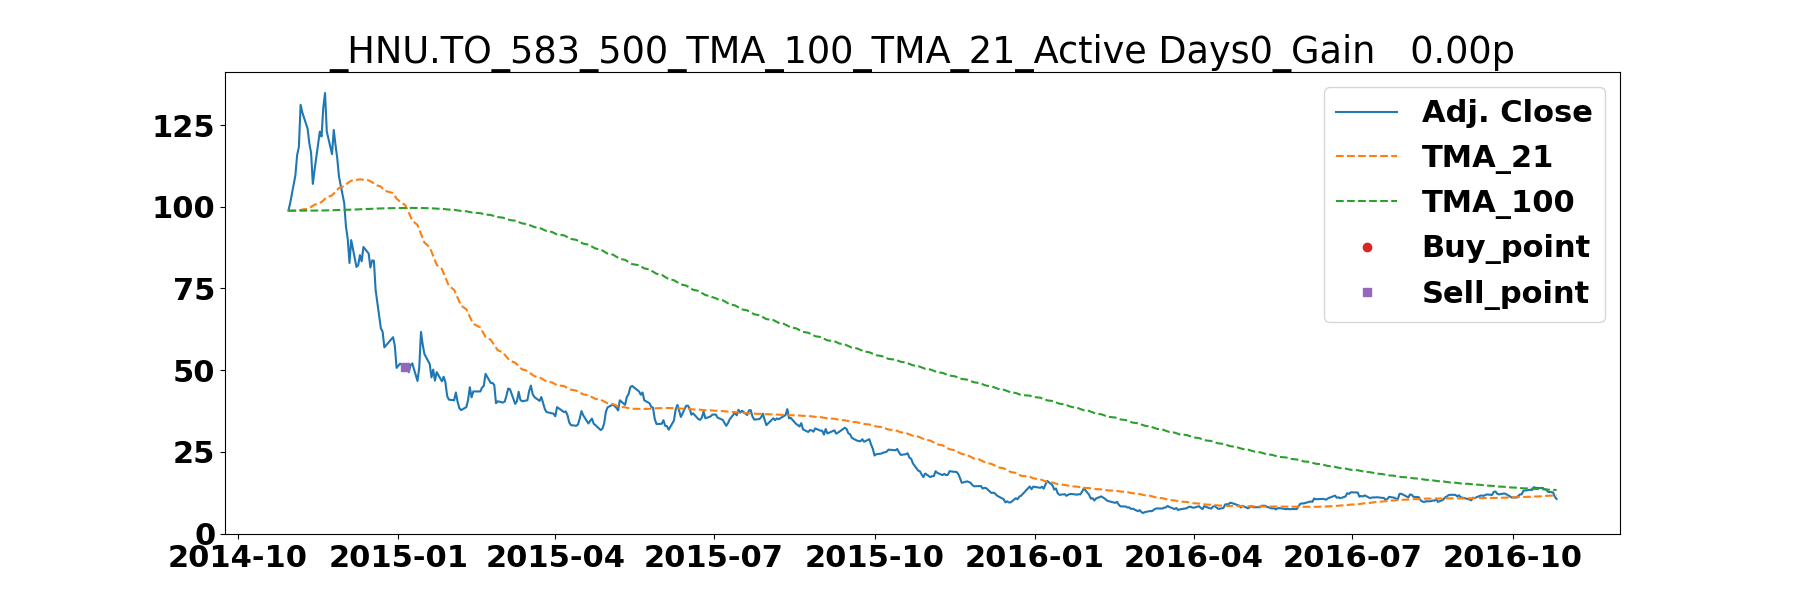 _HNU.TO_583_500_TMA_100_TMA_21_Active Days0_Gain   0.00p
125
100
75
50
25
0
Adj. Close
TMA_21
TMA_100
Buy_point
Sell_point
2014-10 2015-01 2015-04 2015-07 2015-10 2016-01 2016-04 2016-07 2016-10